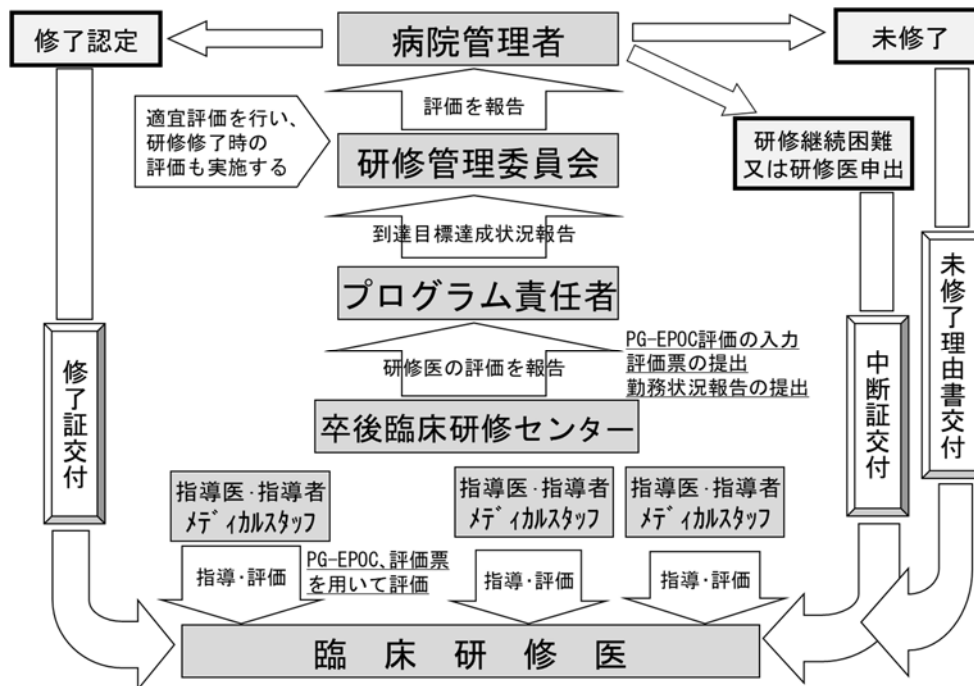 修了認定
病院管理者
未修了
評価を報告
適宜評価を行い、
研修修了時の
評価も実施する
研修管理委員会
研修継続困難
又は研修医申出
到達目標達成状況報告
プログラム責任者
PG-EPOC評価の入力
評価票の提出
勤務状況報告の提出
研修医の評価を報告
卒後臨床研修センター
修了証交付
中断証交付
未修了理由書交付
指導医・指導者
メディカルスタッフ
指導医・指導者
メディカルスタッフ
指導医・指導者
メディカルスタッフ
指導・評価
PG-EPOC、評価票
を用いて評価
指導・評価
指導・評価
臨床研修医